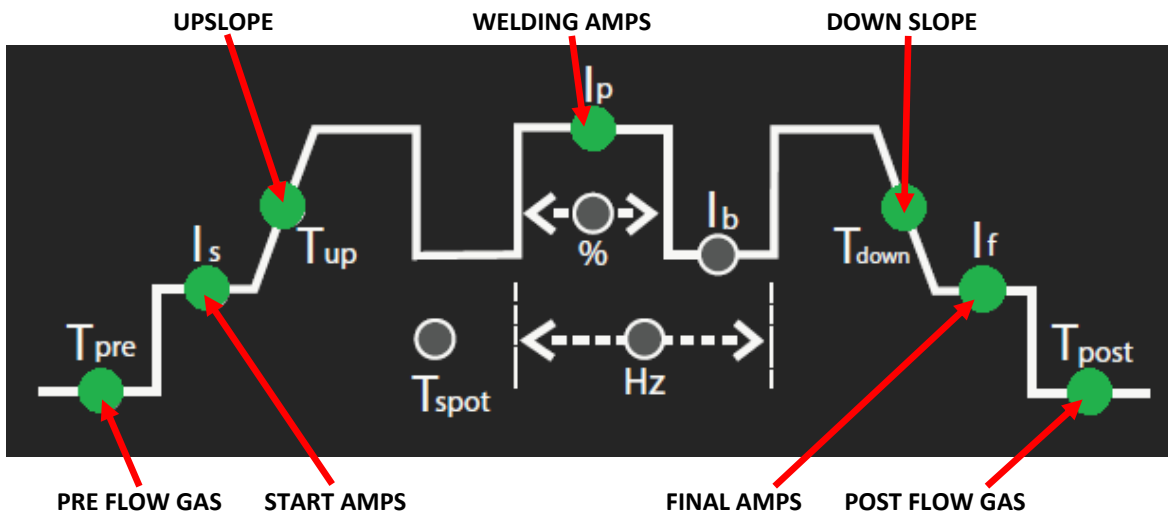 UPSLOPE WELDING AMPS DOWN SLOPE
Ip
Is Tup % Ib Tdown If
Tpre Tspot Hz Tpost
PRE FLOW GAS START AMPS FINAL AMPS POST FLOW GAS